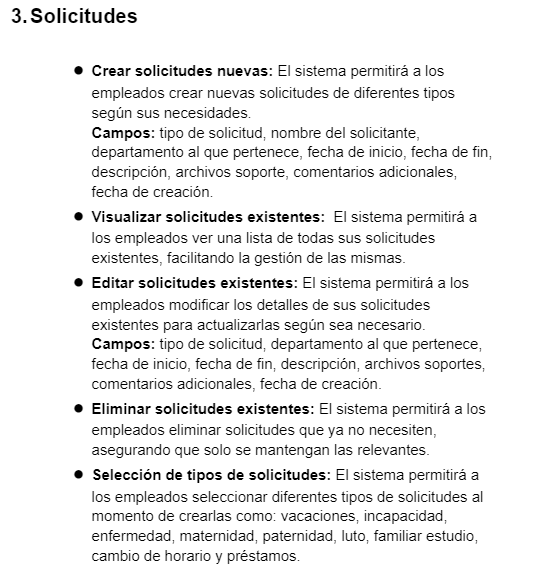 3. Solicitudes
● Crear solicitudes nuevas: El sistema permitirá a los
empleados crear nuevas solicitudes de diferentes tipos
según sus necesidades.
Campos: tipo de solicitud, nombre del solicitante,
departamento al que pertenece, fecha de inicio, fecha de fin,
descripción, archivos soporte, comentarios adicionales,
fecha de creación.
● Visualizar solicitudes existentes: El sistema permitirá a
los empleados ver una lista de todas sus solicitudes
existentes, facilitando la gestión de las mismas.
● Editar solicitudes existentes: El sistema permitirá a los
empleados modificar los detalles de sus solicitudes
existentes para actualizarlas según sea necesario.
Campos: tipo de solicitud, departamento al que pertenece,
fecha de inicio, fecha de fin, descripción, archivos soportes,
comentarios adicionales, fecha de creación.
● Eliminar solicitudes existentes: El sistema permitirá a los
empleados eliminar solicitudes que ya no necesiten,
asegurando que solo se mantengan las relevantes.
● Selección de tipos de solicitudes: El sistema permitirá a
los empleados seleccionar diferentes tipos de solicitudes al
momento de crearlas como: vacaciones, incapacidad,
enfermedad, maternidad, paternidad, luto, familiar estudio,
cambio de horario y préstamos.